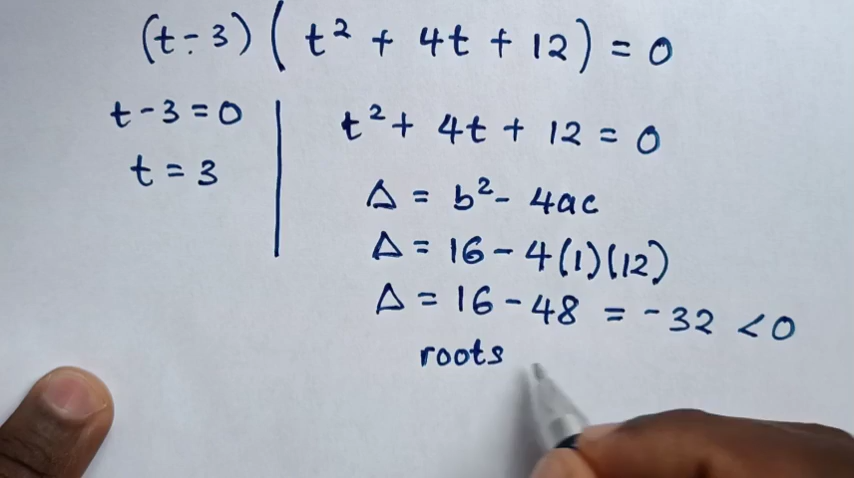 (t-3)(t² + 4t + 12) = 0
t-3 = 0
t = 3
t² + 4t + 12 = 0
Δ = b² - 4ac
Δ = 16 - 4(1)(12)
Δ = 16 - 48 = -32 < 0
roots